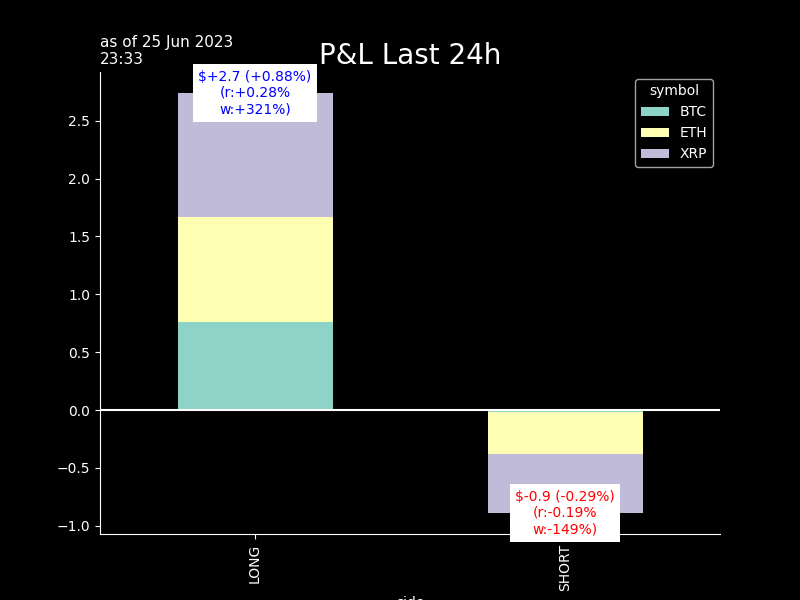 as of 25 Jun 2023
23:33
P&L Last 24h
$+2.7 (+0.88%)
(r:+0.28%
w:+321%)
symbol
BTC
ETH
XRP
2.5
2.0
1.5
1.0
0.5
0.0
−0.5
−1.0
$-0.9 (-0.29%)
(r:-0.19%
w:-149%)
LONG
SHORT
side